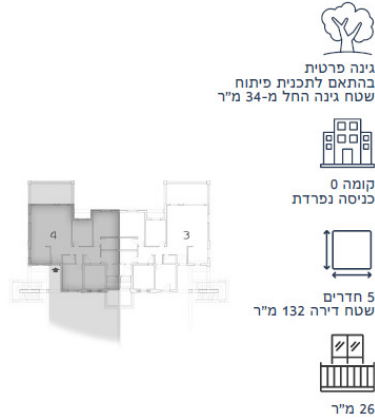 גינה פרטית
בהתאם לתכנית פיתוח
שטח גינה החל מ-34 מ"ר
קומה 0
כניסה נפרדת
4
3
5 חדרים
שטח דירה 132 מ"ר
26 מ"ר